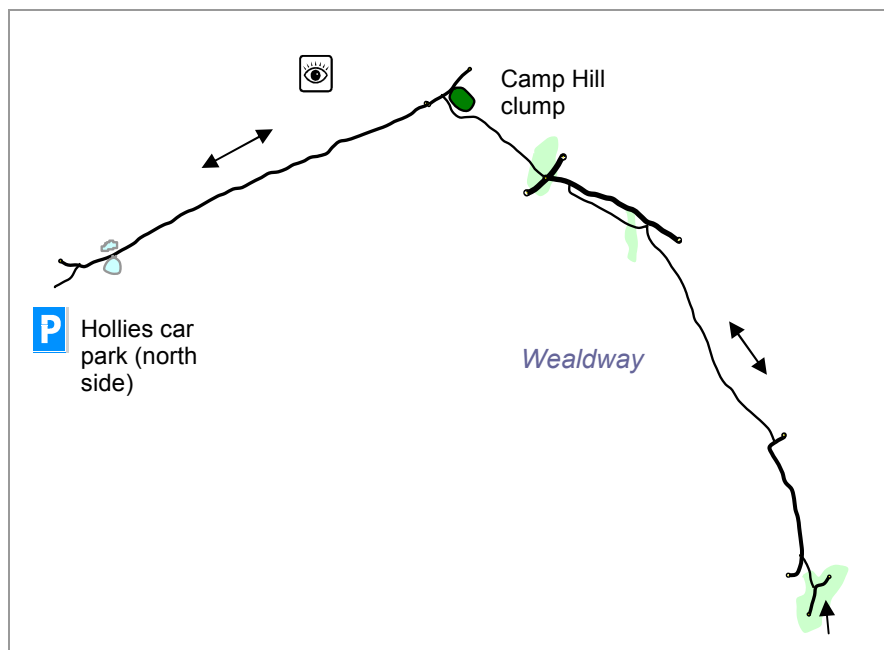 Camp Hill
clump
P
Hollies car
park (north
side)
Wealdway